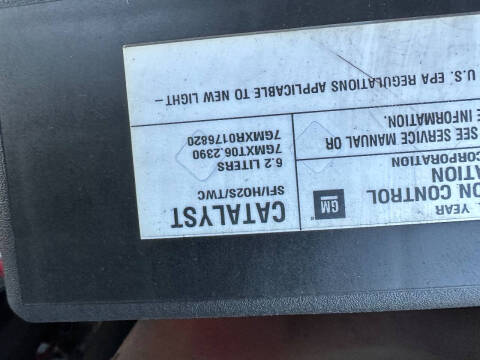 YEAR
ON CONTROL
ATION
CORPORATION
SEE SERVICE MANUAL OR
E INFORMATION.
GM
CATALYST
SFI/HO2S/TWC
6.2 LITERS
7GMXT06.2390
7GMXR0176820
U.S. EPA REGULATIONS APPLICABLE TO NEW LIGHT-